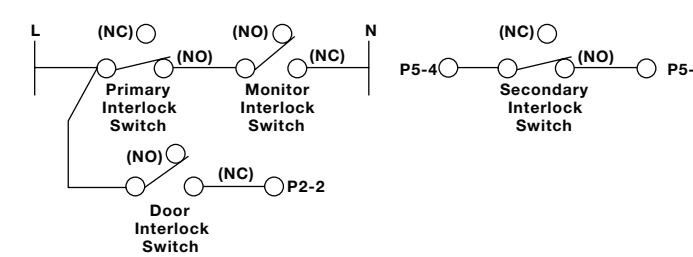 L (NC) (NO) N (NC)
(NO) (NC) P5-4 (NO) P5-
Primary Monitor Secondary
Interlock Interlock Interlock
Switch Switch Switch
(NO)
(NC) P2-2
Door
Interlock
Switch